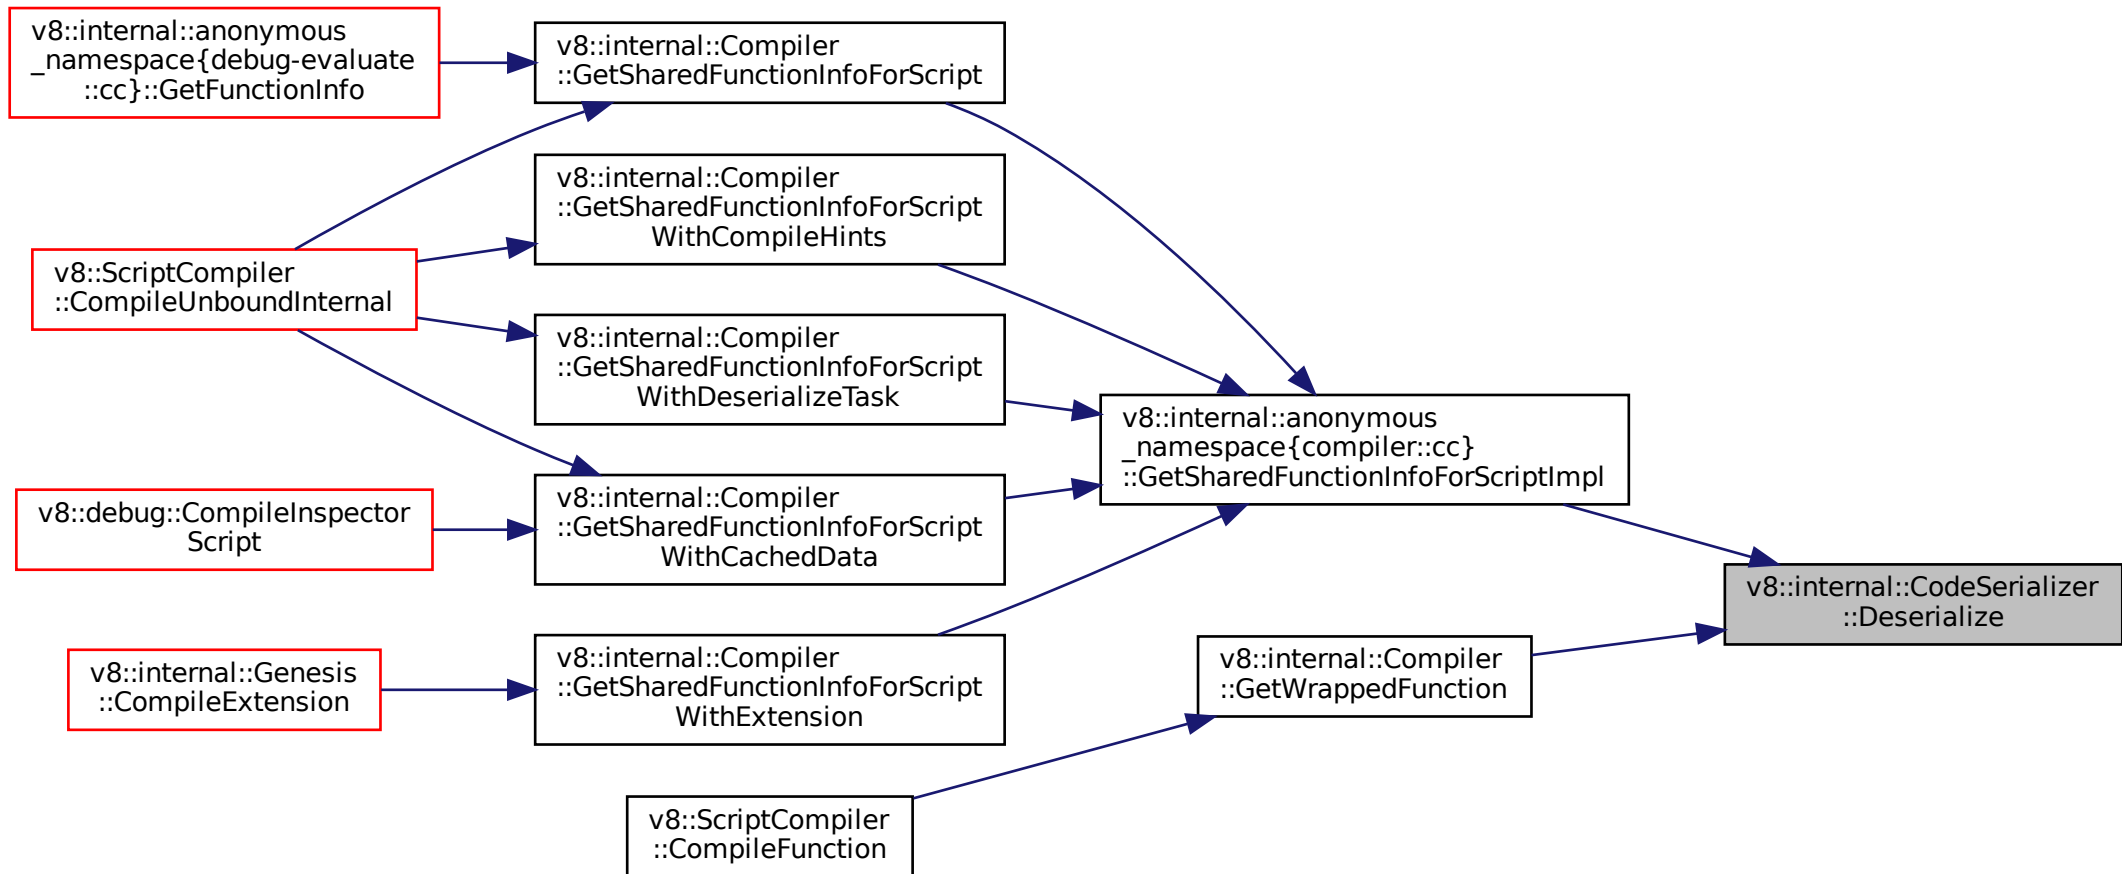 v8::internal::anonymous
_namespace{debug-evaluate
::cc}::GetFunctionInfo
v8::internal::Compiler
::GetSharedFunctionInfoForScript
v8::internal::Compiler
::GetSharedFunctionInfoForScript
WithCompileHints
v8::ScriptCompiler
::CompileUnboundInternal
v8::internal::Compiler
::GetSharedFunctionInfoForScript
WithDeserializeTask
v8::internal::anonymous
_namespace{compiler::cc}
::GetSharedFunctionInfoForScriptImpl
v8::debug::CompileInspector
Script
v8::internal::Compiler
::GetSharedFunctionInfoForScript
WithCachedData
v8::internal::CodeSerializer
::Deserialize
v8::internal::Genesis
::CompileExtension
v8::internal::Compiler
::GetSharedFunctionInfoForScript
WithExtension
v8::internal::Compiler
::GetWrappedFunction
v8::ScriptCompiler
::CompileFunction